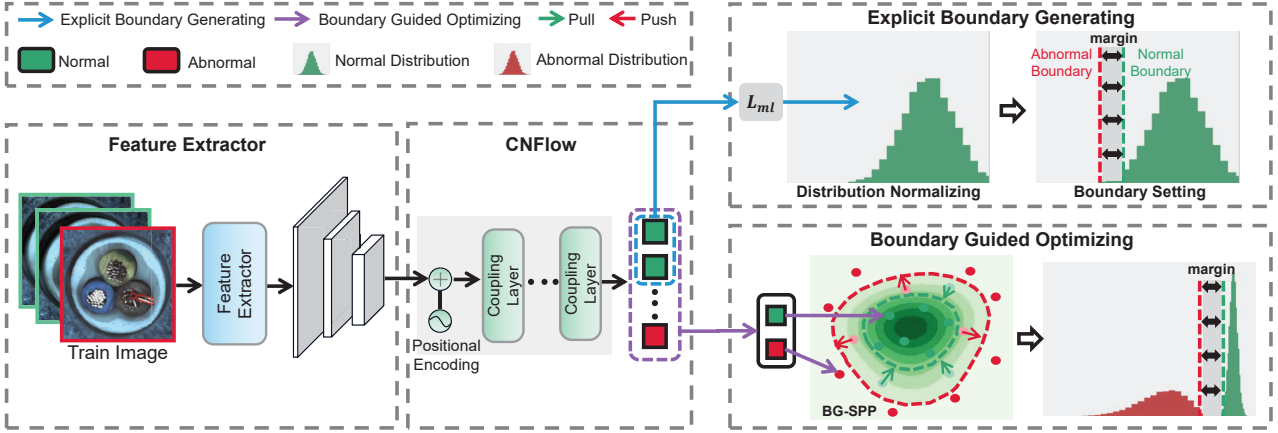 Explicit Boundary Generating
Boundary Guided Optimizing
Pull
Push
Normal
Abnormal
Normal Distribution
Abnormal Distribution
Feature Extractor
Train Image
Feature
Extractor
CNFlow
Positional
Encoding
Coupling
Layer
Coupling
Layer
Explicit Boundary Generating
L_{ml}
Distribution Normalizing
margin
Abnormal
Boundary
Normal
Boundary
Boundary Setting
Boundary Guided Optimizing
BG-SPP
margin